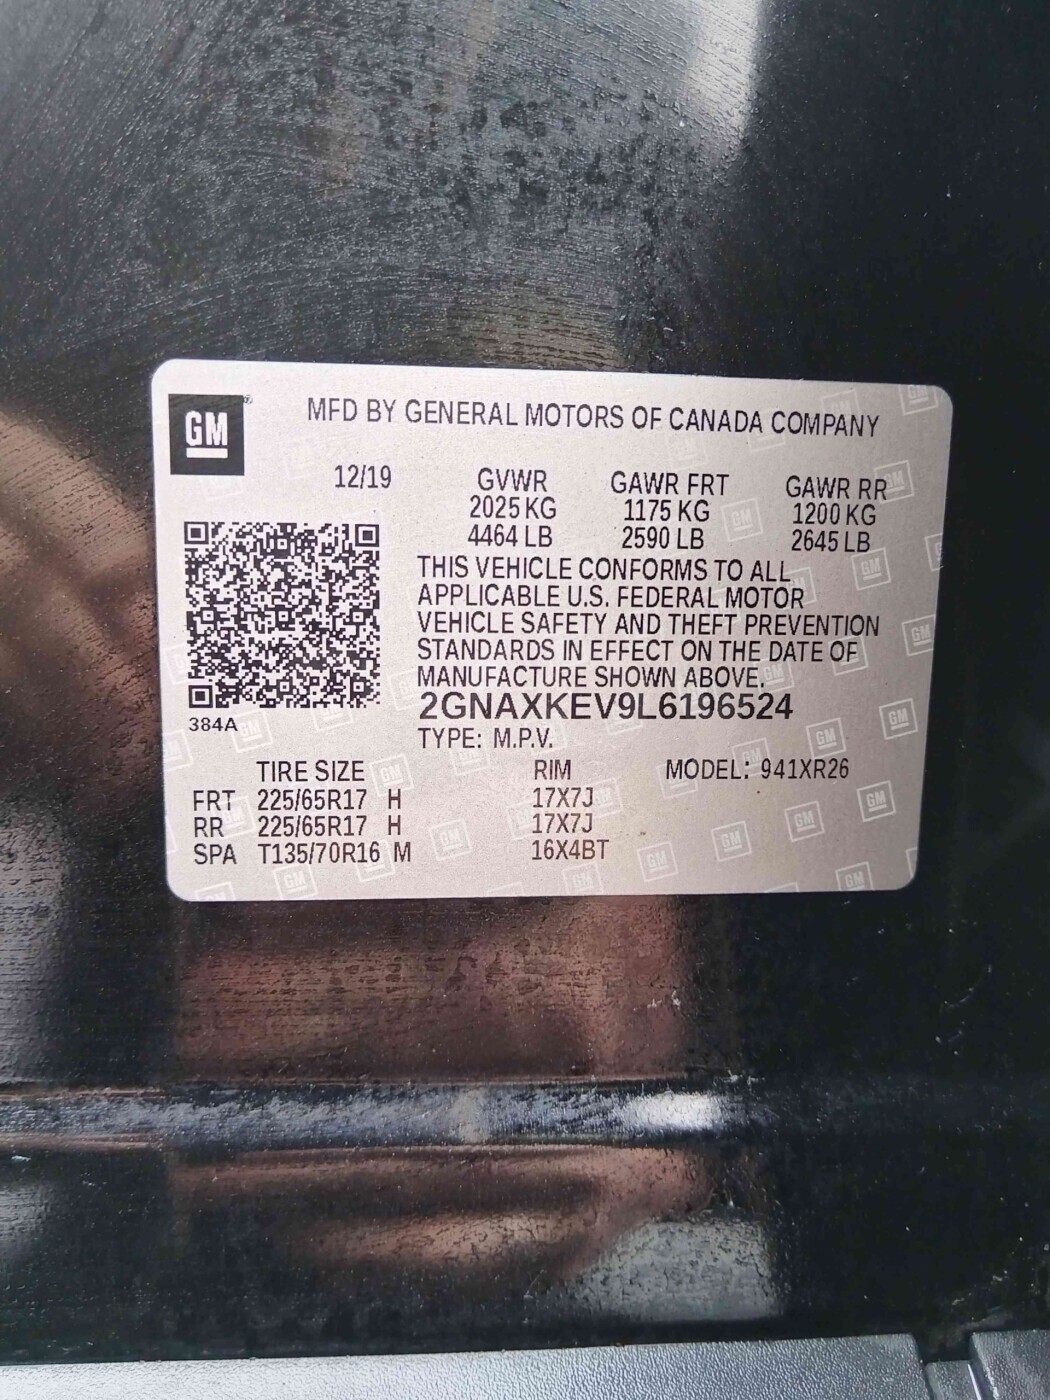 GM
MFD BY GENERAL MOTORS OF CANADA COMPANY
12/19 GVWR GAWR FRT GAWR RR
2025 KG 1175 KG 1200 KG
4464 LB 2590 LB 2645 LB
THIS VEHICLE CONFORMS TO ALL
APPLICABLE U.S. FEDERAL MOTOR
VEHICLE SAFETY AND THEFT PREVENTION
STANDARDS IN EFFECT ON THE DATE OF
MANUFACTURE SHOWN ABOVE.
2GNAXKEV9L6196524
384A
TYPE: M.P.V.
TIRE SIZE RIM MODEL: 941XR26
FRT 225/65R17 H 17X7J
RR 225/65R17 H 17X7J
SPA T135/70R16 M 16X4BT